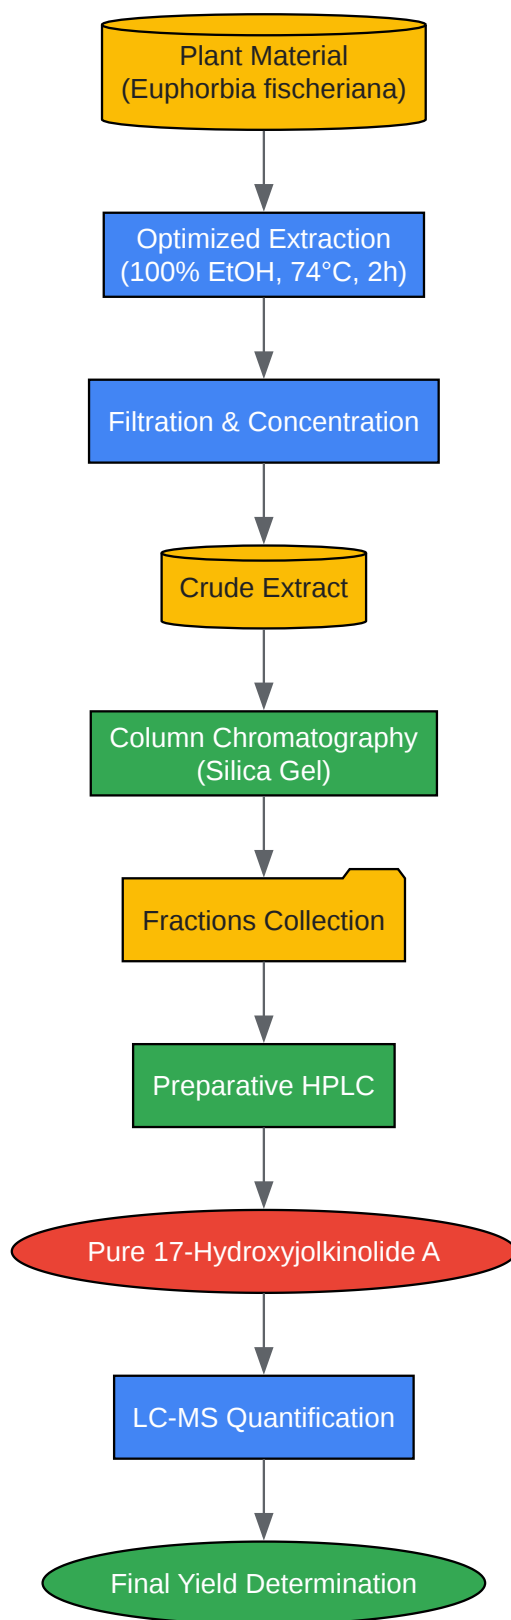 Plant Material
(Euphorbia fischeriana)
Optimized Extraction
(100% EtOH, 74°C, 2h)
Filtration & Concentration
Crude Extract
Column Chromatography
(Silica Gel)
Fractions Collection
Preparative HPLC
Pure 17-Hydroxyjolkinolide A
LC-MS Quantification
Final Yield Determination